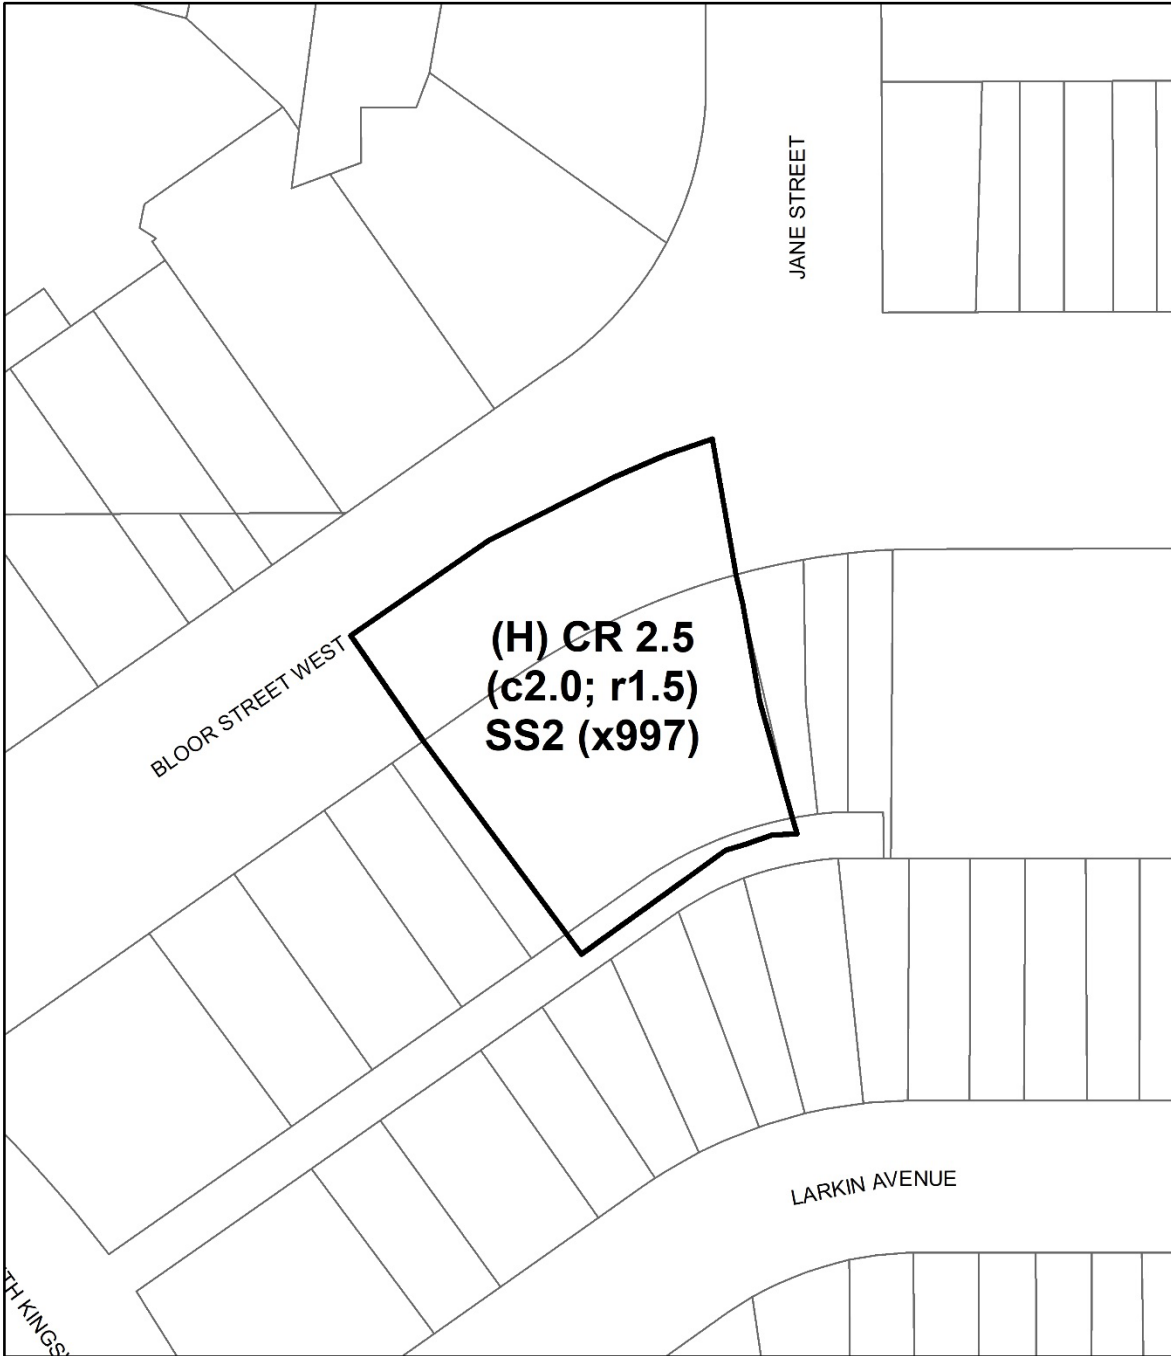 JANE STREET
(H) CR 2.5
(c2.0; r1.5)
SS2 (x997)
BLOOR STREET WEST
LARKIN AVENUE